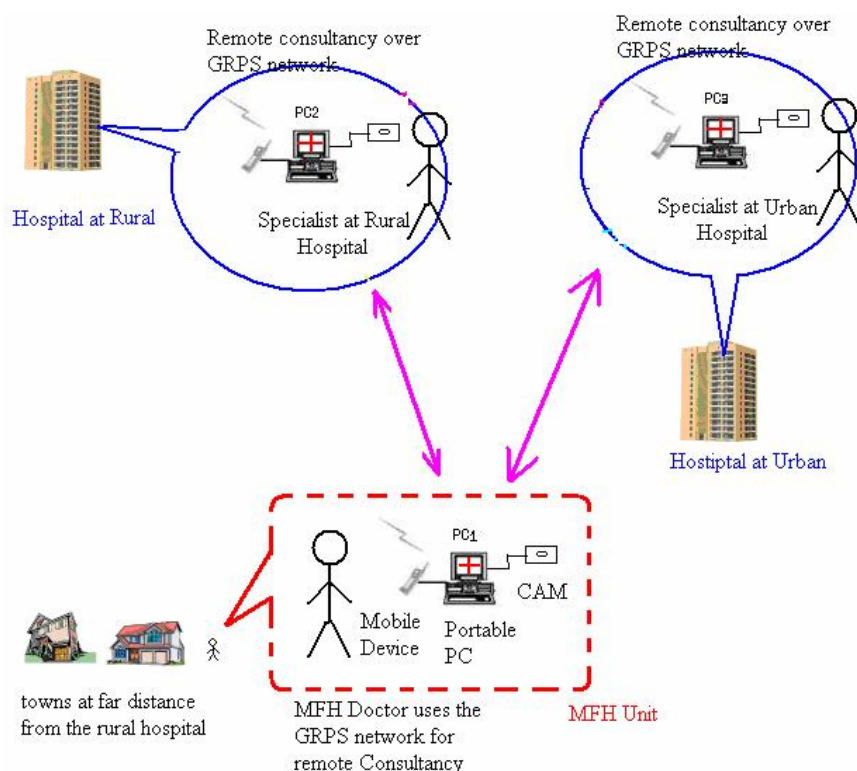 Remote consultancy over
GRPS network
PC2
Specialist at Rural
Hospital
Hospital at Rural
Remote consultancy over
GRPS network
PC3
Specialist at Urban
Hospital
Hostiptal at Urban
PC1
CAM
Mobile
Device
Portable
PC
towns at far distance
from the rural hospital
MFH Doctor uses the
GRPS network for
remote Consultancy
MFH Unit